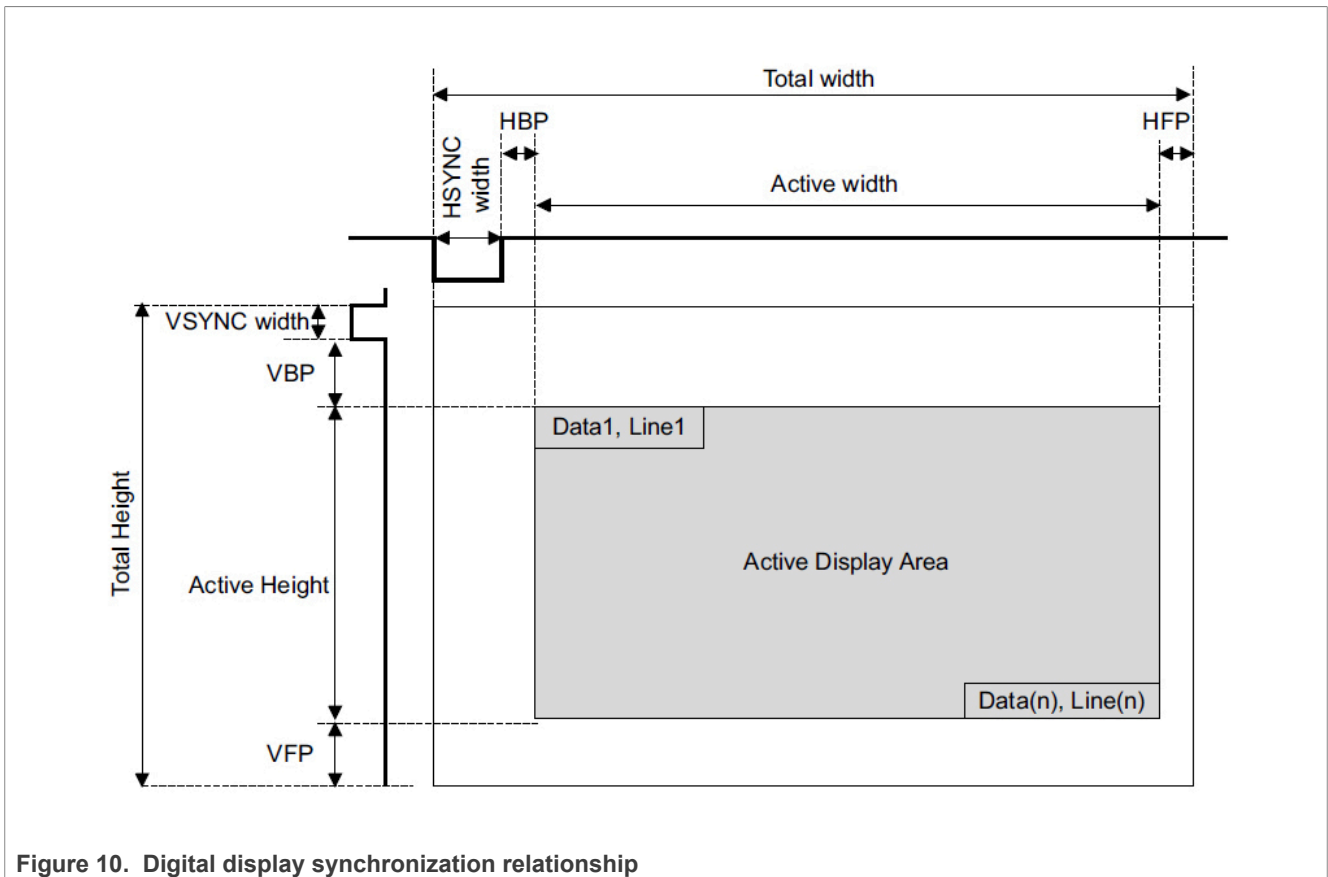 Total width
HBP
HFP
HSYNC
width
Active width
VSYNC width
VBP
Data1, Line1
Total Height
Active Height
Active Display Area
Data(n), Line(n)
VFP
Figure 10. Digital display synchronization relationship